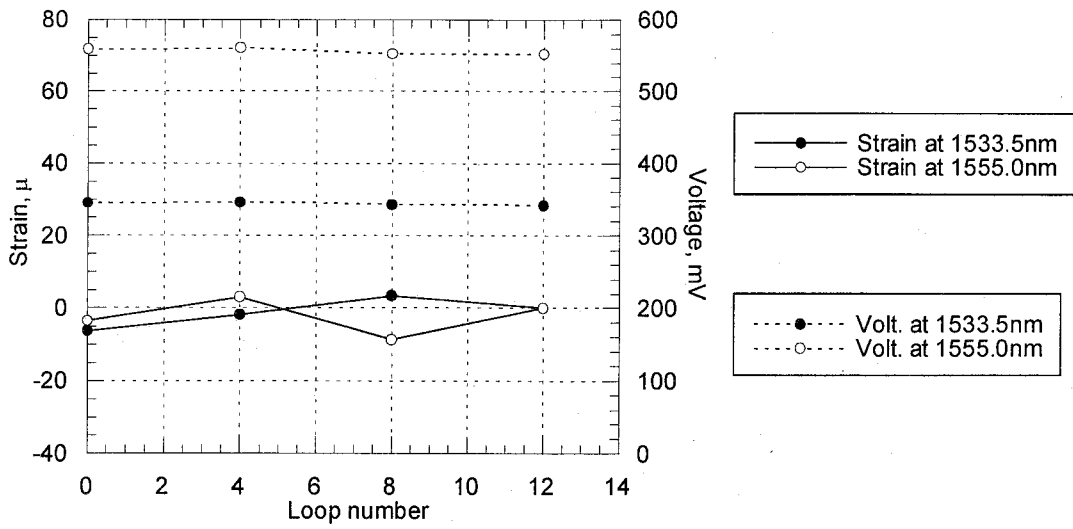 80
60
40
20
0
-20
-40
Strain, μ
600
500
400
300
200
100
0
Voltage, mV
0 2 4 6 8 10 12 14
Loop number
Strain at 1533.5nm
Strain at 1555.0nm
Volt. at 1533.5nm
Volt. at 1555.0nm